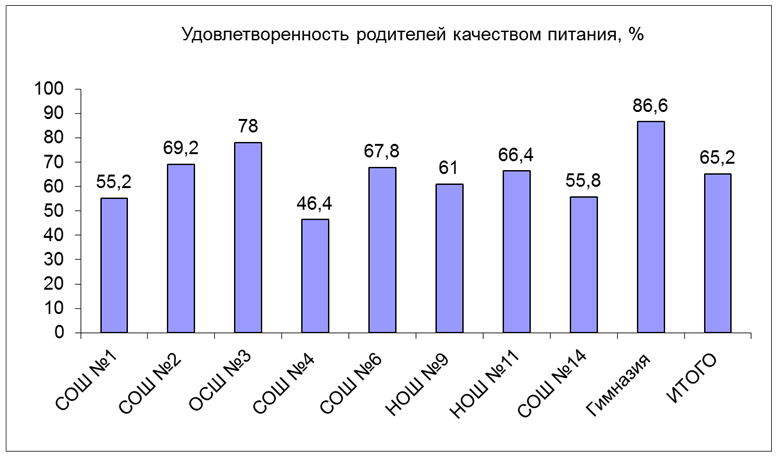 Удовлетворенность родителей качеством питания, %
100
90
80
70
60
50
40
30
20
10
0
55,2
69,2
78
46,4
67,8
61
66,4
55,8
86,6
65,2
СОШ №1
СОШ №2
ОСШ №3
СОШ №4
СОШ №6
НОШ №9
НОШ №11
СОШ №14
Гимназия
ИТОГО